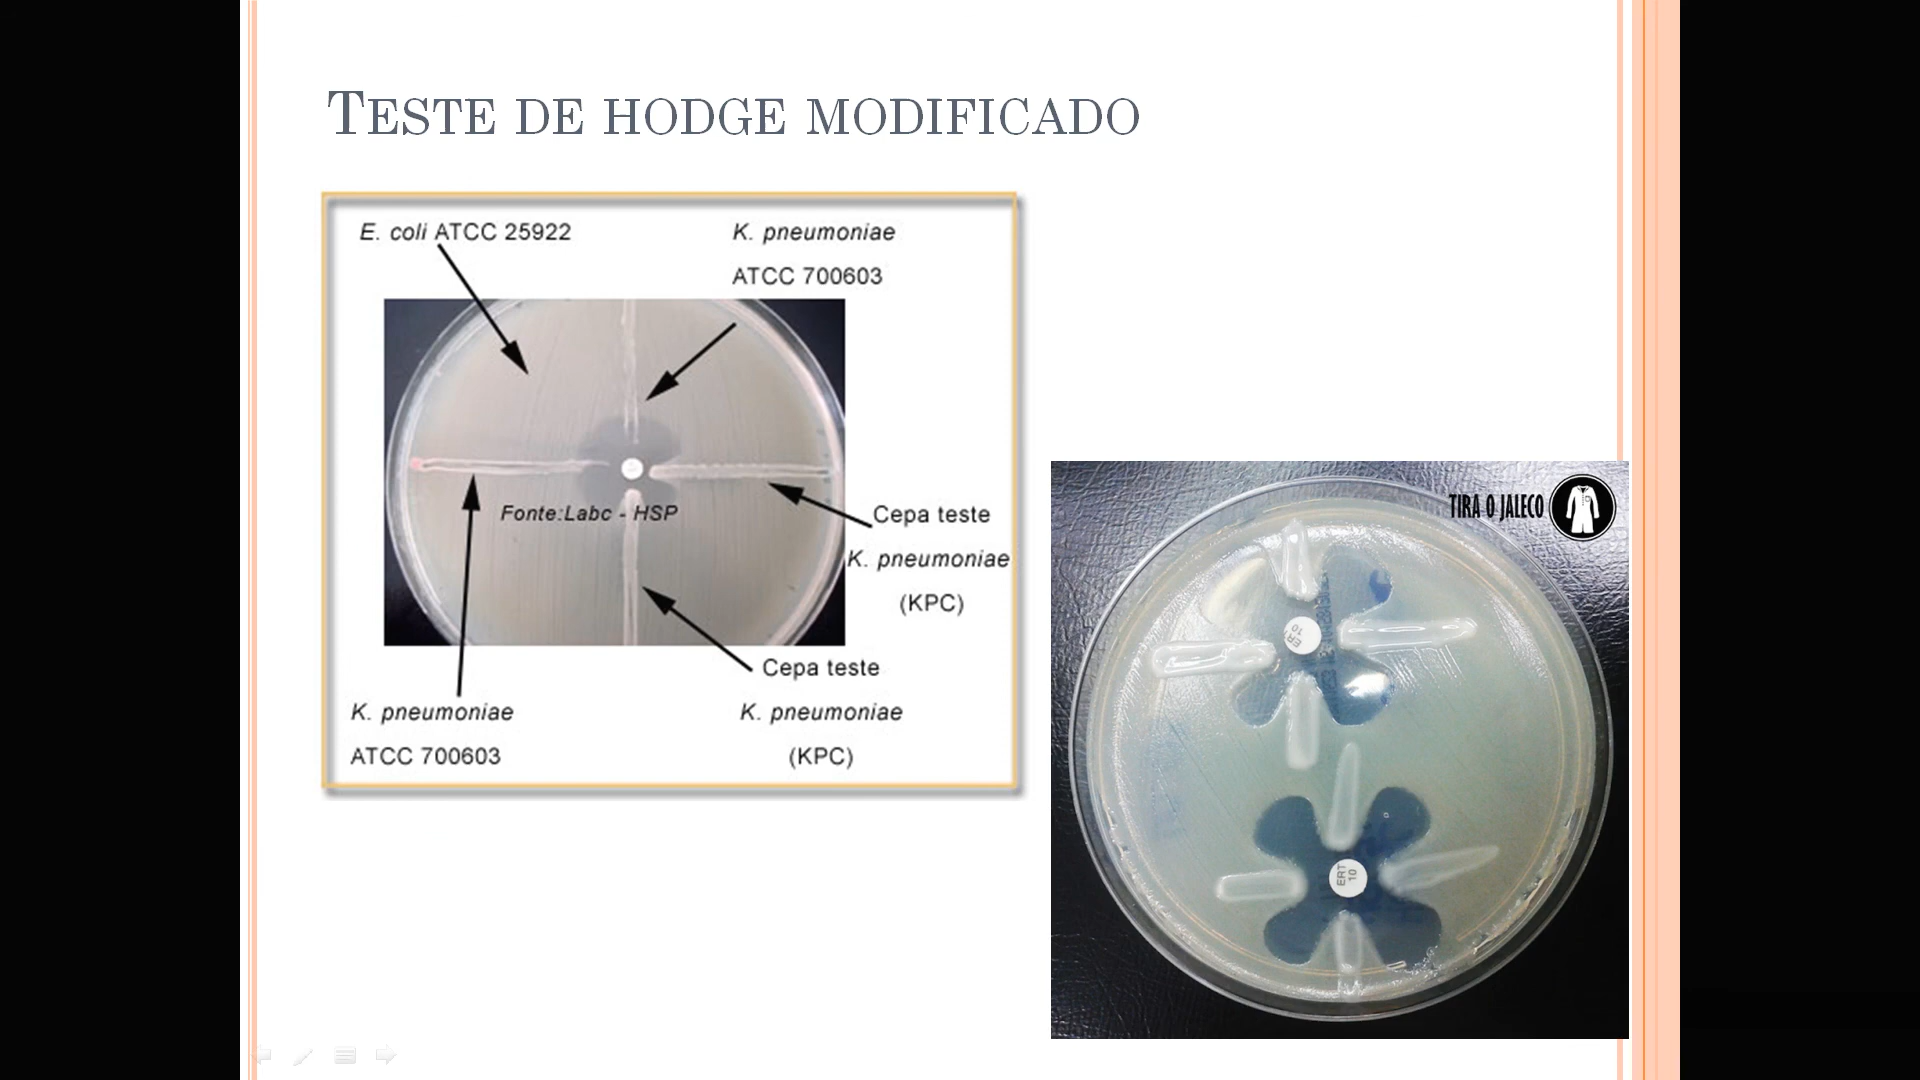 TESTE DE HODGE MODIFICADO
E. coli ATCC 25922
K. pneumoniae
ATCC 700603
Fonte:Labc - HSP
Cepa teste
K. pneumoniae
(KPC)
Cepa teste
K. pneumoniae
(KPC)
K. pneumoniae
ATCC 700603
TIRA O JALECO
ERT
10
ERT
10